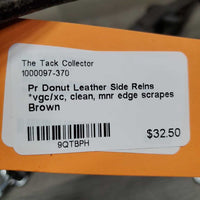 The Tack Collector
1000097-370
Pr Donut Leather Side Reins
*vgc/xc, clean, mnr edge scrapes
Brown
$32.50
9QTBPH